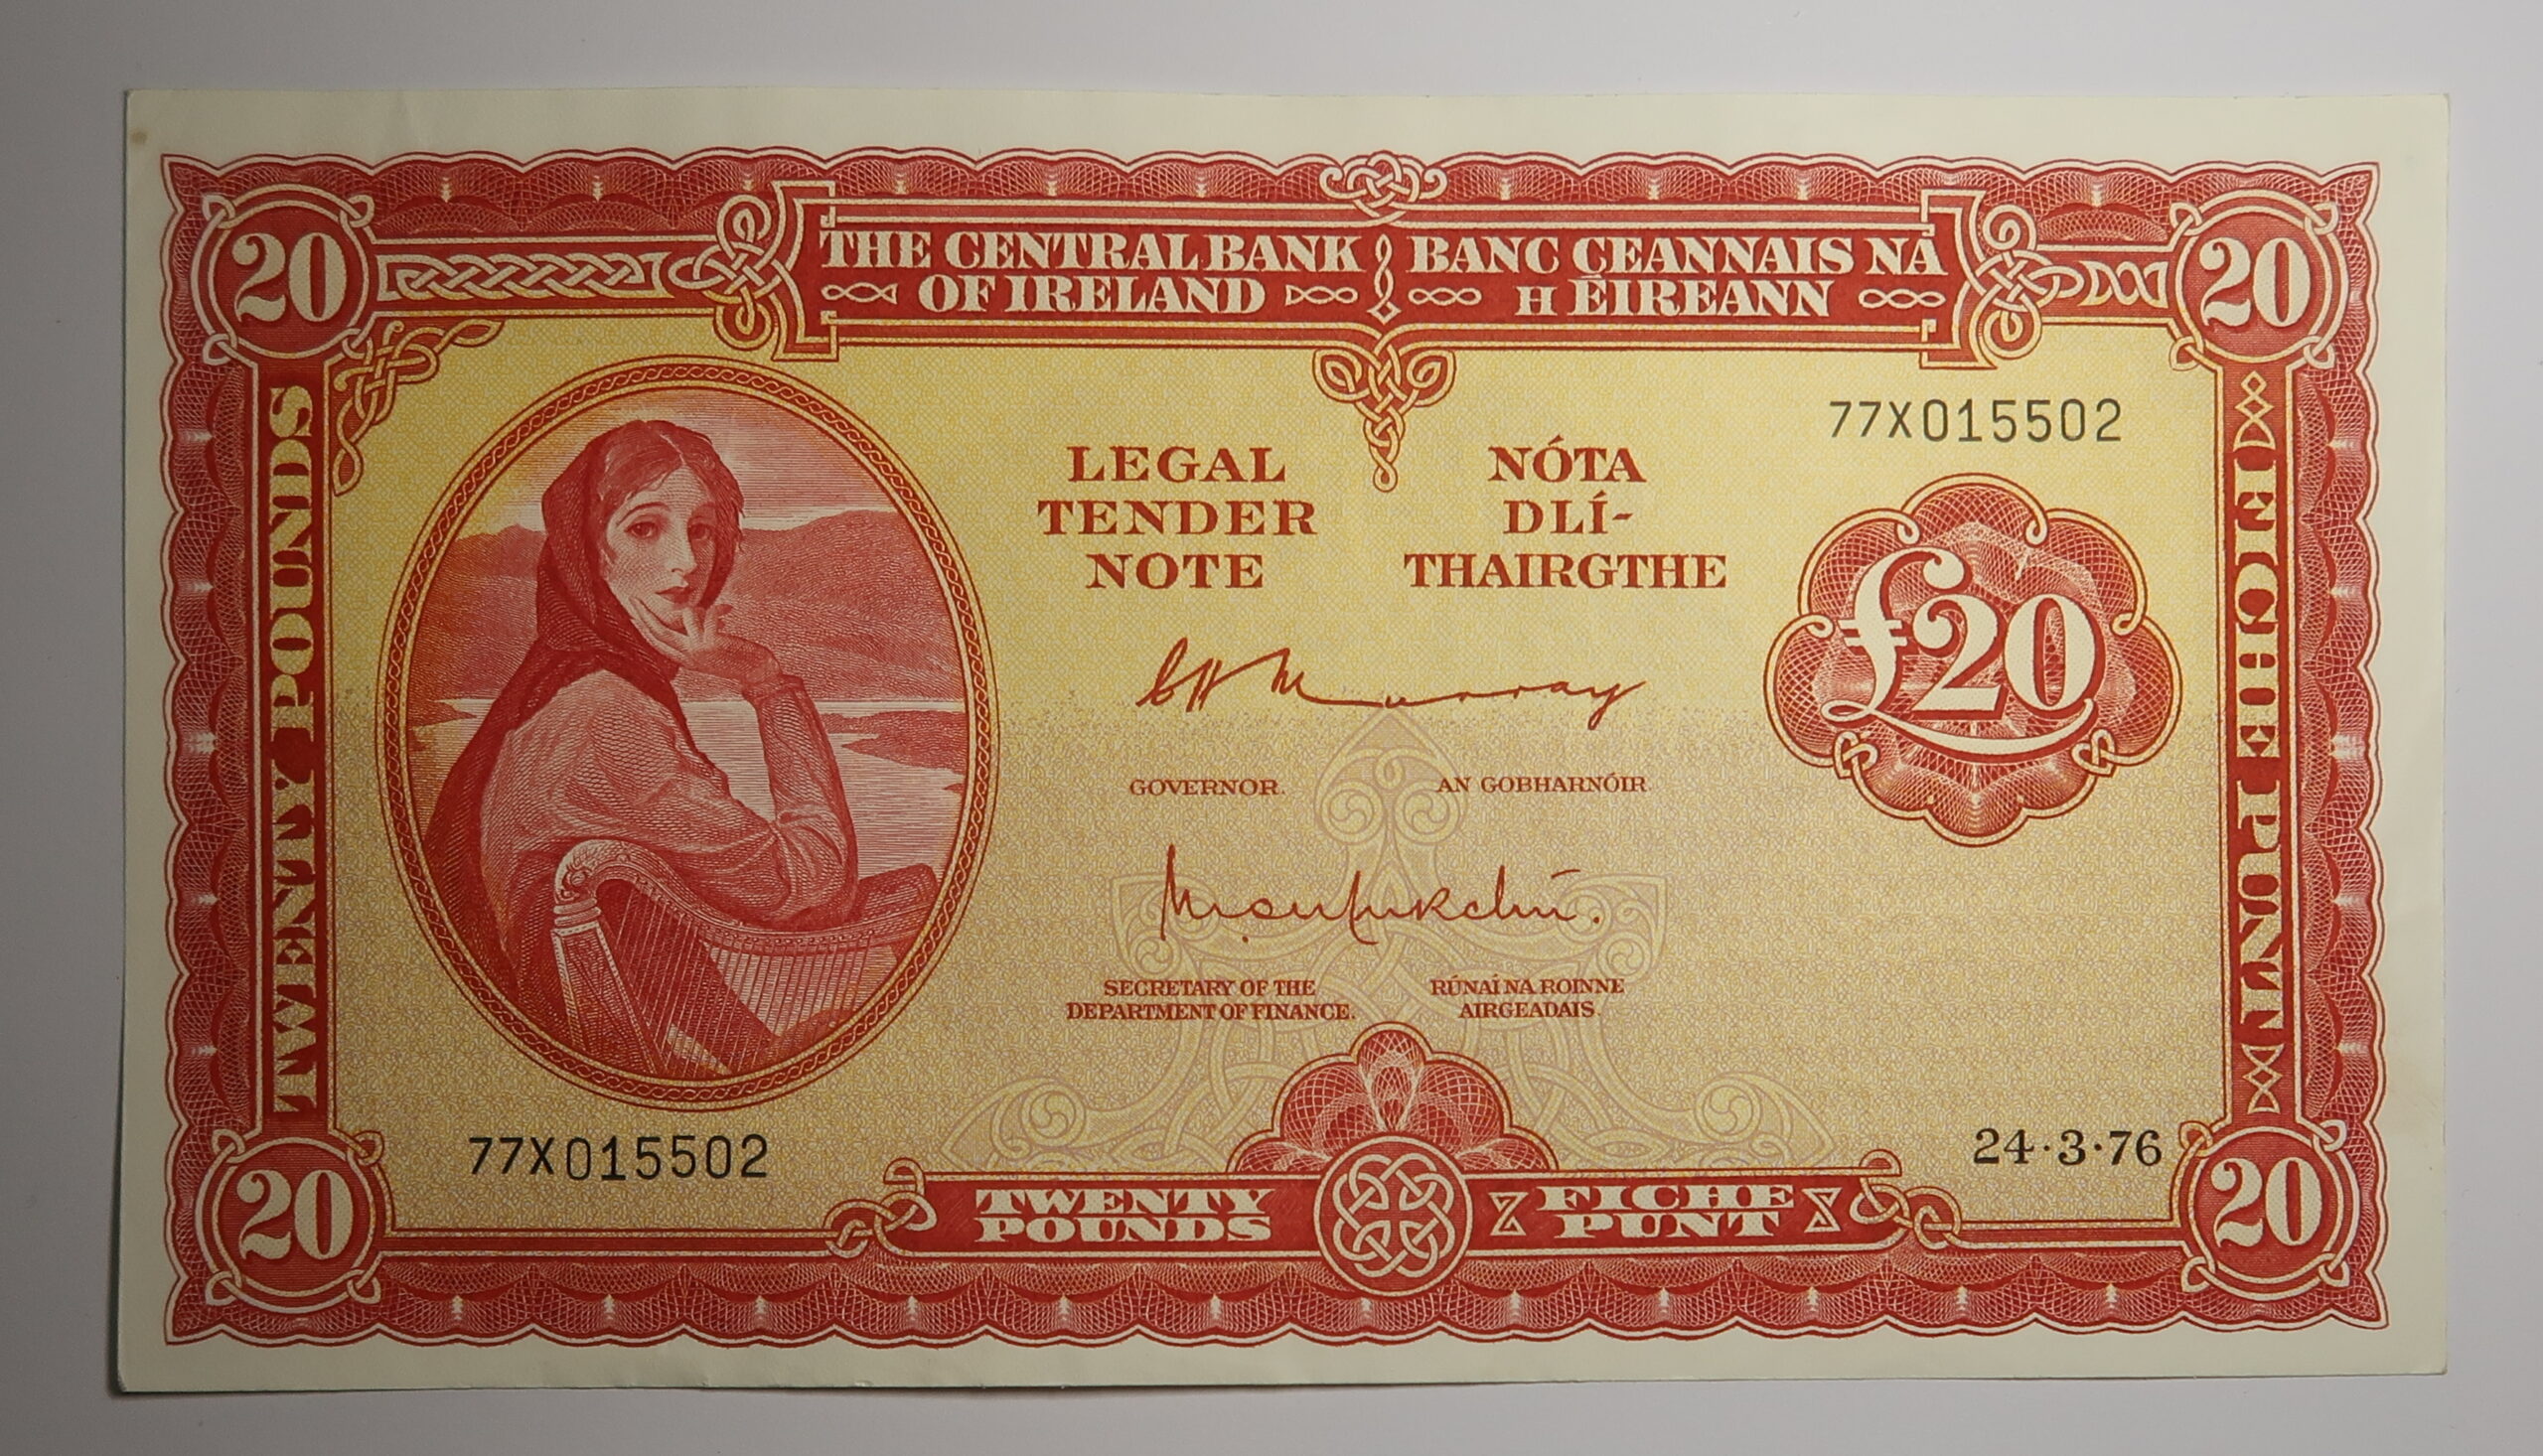 20
THE CENTRAL BANK
OF IRELAND
BANC CEANNAIS NA
H ÉIREANN
20
TWENTY POUNDS
LEGAL
TENDER
NOTE
NÓTA
DLÍ-
THAIRGTHE
77X015502
£20
FICHE PUNT
C H Murray
GOVERNOR.
AN GOBHARNÓIR.
SECRETARY OF THE
DEPARTMENT OF FINANCE.
RÚNAÍ NA ROINNE
AIRGEADAIS.
77X015502
24·3·76
20
TWENTY
POUNDS
FICHE
PUNT
20